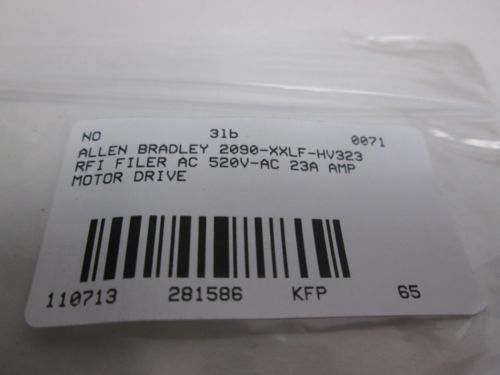 NO 3lb 0071
ALLEN BRADLEY 2090-XXLF-HV323
RFI FILER AC 520V-AC 23A AMP
MOTOR DRIVE
110713 281586 KFP 65